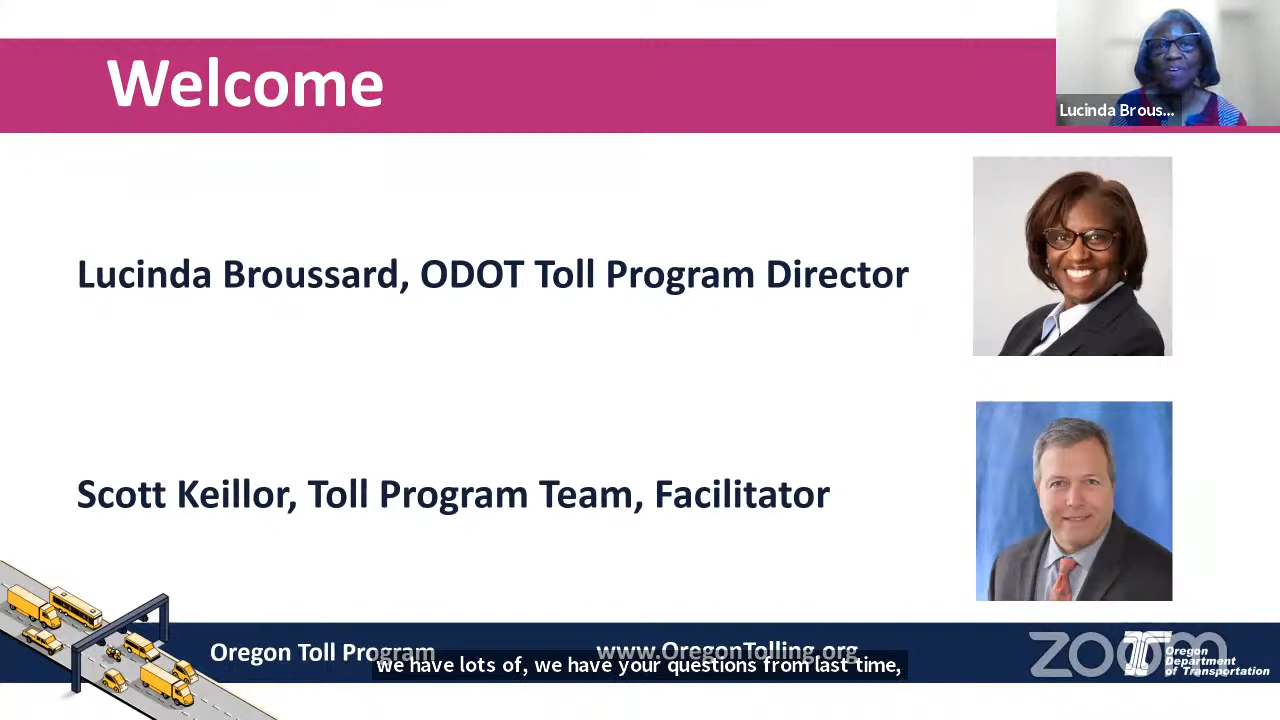 Welcome
Lucinda Brous...
Lucinda Broussard, ODOT Toll Program Director
Scott Keillor, Toll Program Team, Facilitator
Oregon Toll Program
www.OregonTolling.org
zoom
Oregon
Department
of Transportation
we have lots of, we have your questions from last time,